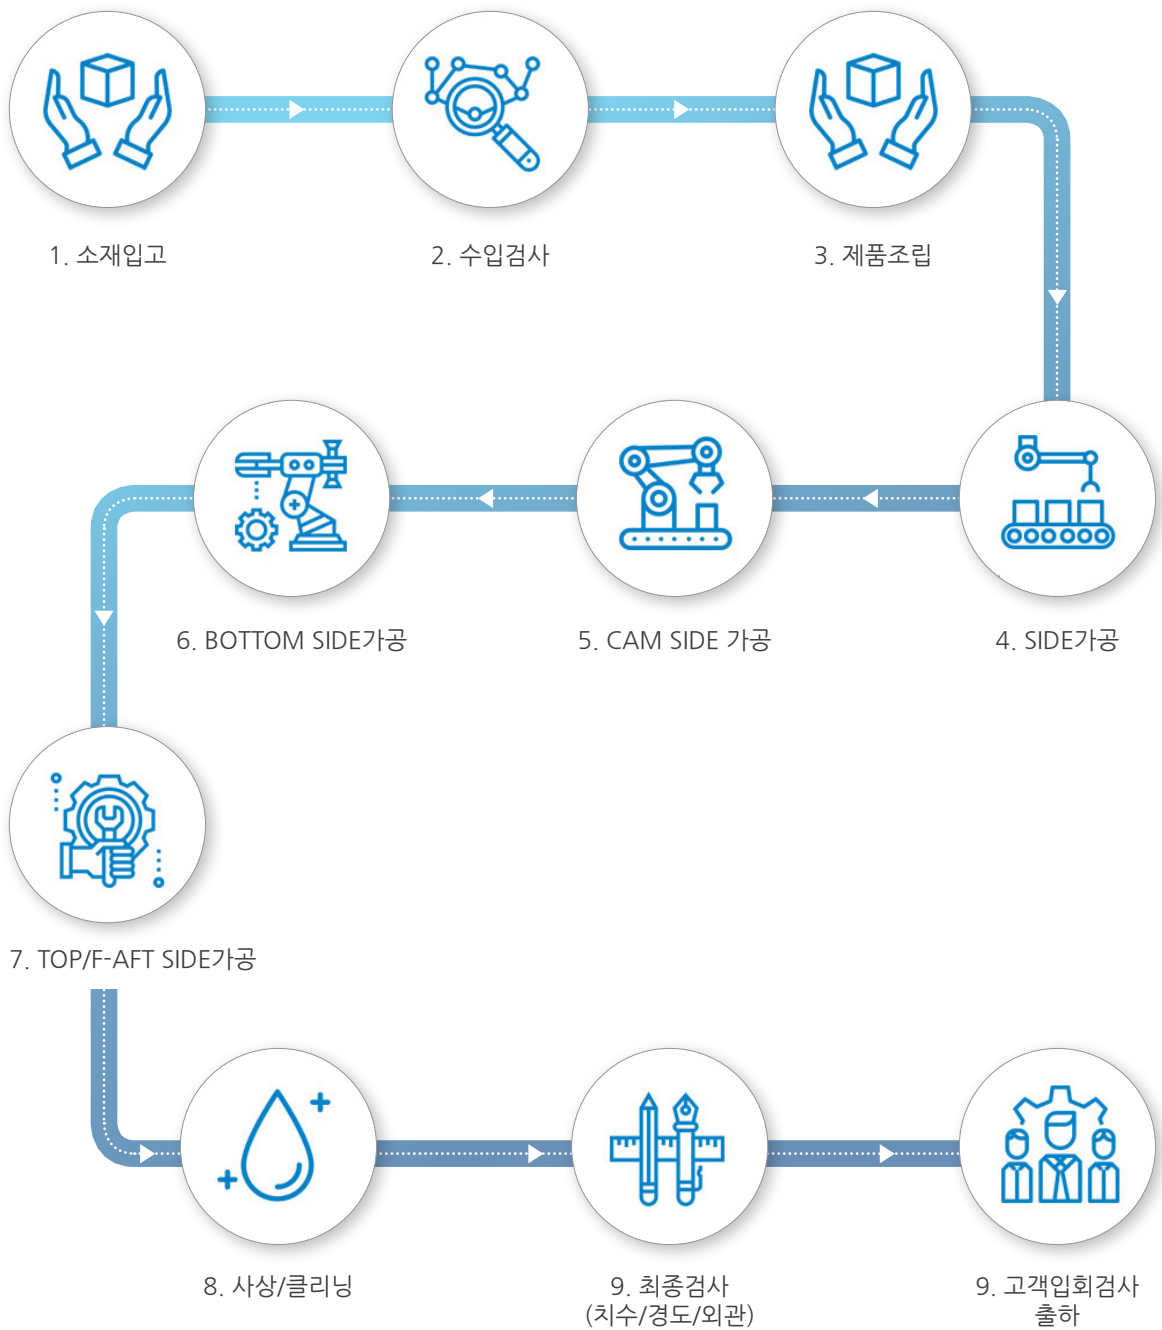 1. 소재입고
2. 수입검사
3. 제품조립
4. SIDE가공
5. CAM SIDE 가공
6. BOTTOM SIDE가공
7. TOP/F-AFT SIDE가공
8. 사상/클리닝
9. 최종검사
(치수/경도/외관)
9. 고객입회검사
출하